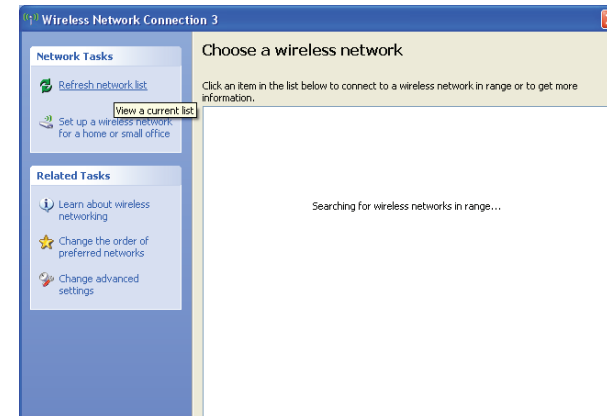 Wireless Network Connection 3
Network Tasks
Refresh network list
View a current list
Set up a wireless network
for a home or small office
Related Tasks
Learn about wireless
networking
Change the order of
preferred networks
Change advanced
settings
Choose a wireless network
Click an item in the list below to connect to a wireless network in range or to get more
information.
Searching for wireless networks in range...